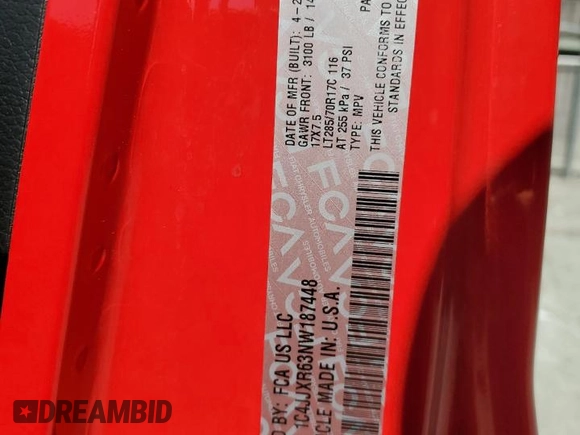 DATE OF MFR (BUILT): 4-2
GAWR FRONT: 3100 LB / 14
17X7.5
LT285/70R17C 116
AT 255 kPa / 37 PSI
TYPE: MPV
THIS VEHICLE CONFORMS TO
STANDARDS IN EFFECT
PA
BY: FCA US LLC
1C4JJXR63NW187448
CLE MADE IN: U.S.A.
FCA
DREAMBID